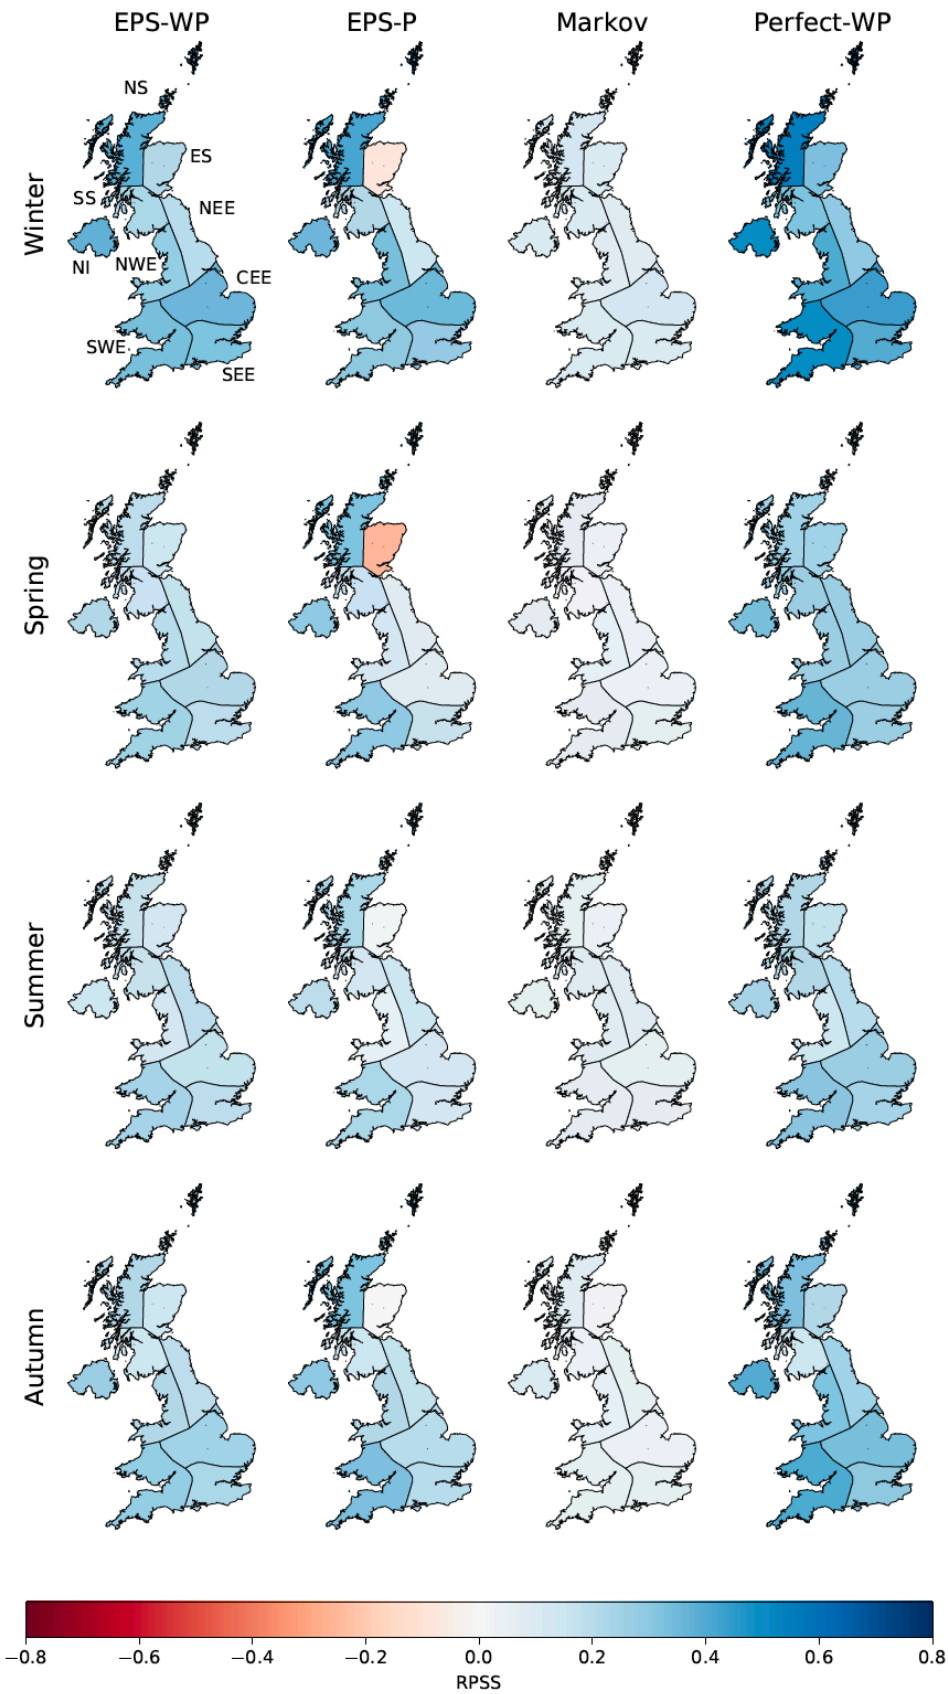 EPS-WP EPS-P Markov Perfect-WP
Winter
NS
ES
SS
NEE
NI NWE
CEE
SWE
SEE
Spring
Summer
Autumn
−0.8 −0.6 −0.4 −0.2 0.0 0.2 0.4 0.6 0.8
RPSS